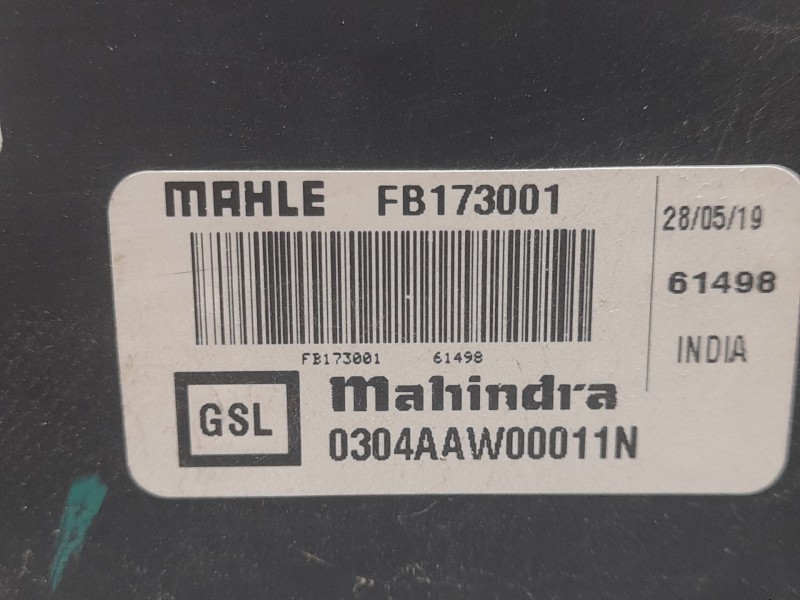 MAHLE FB173001
28/05/19
61498
INDIA
FB173001 61498
GSL
Mahindra
0304AAW00011N